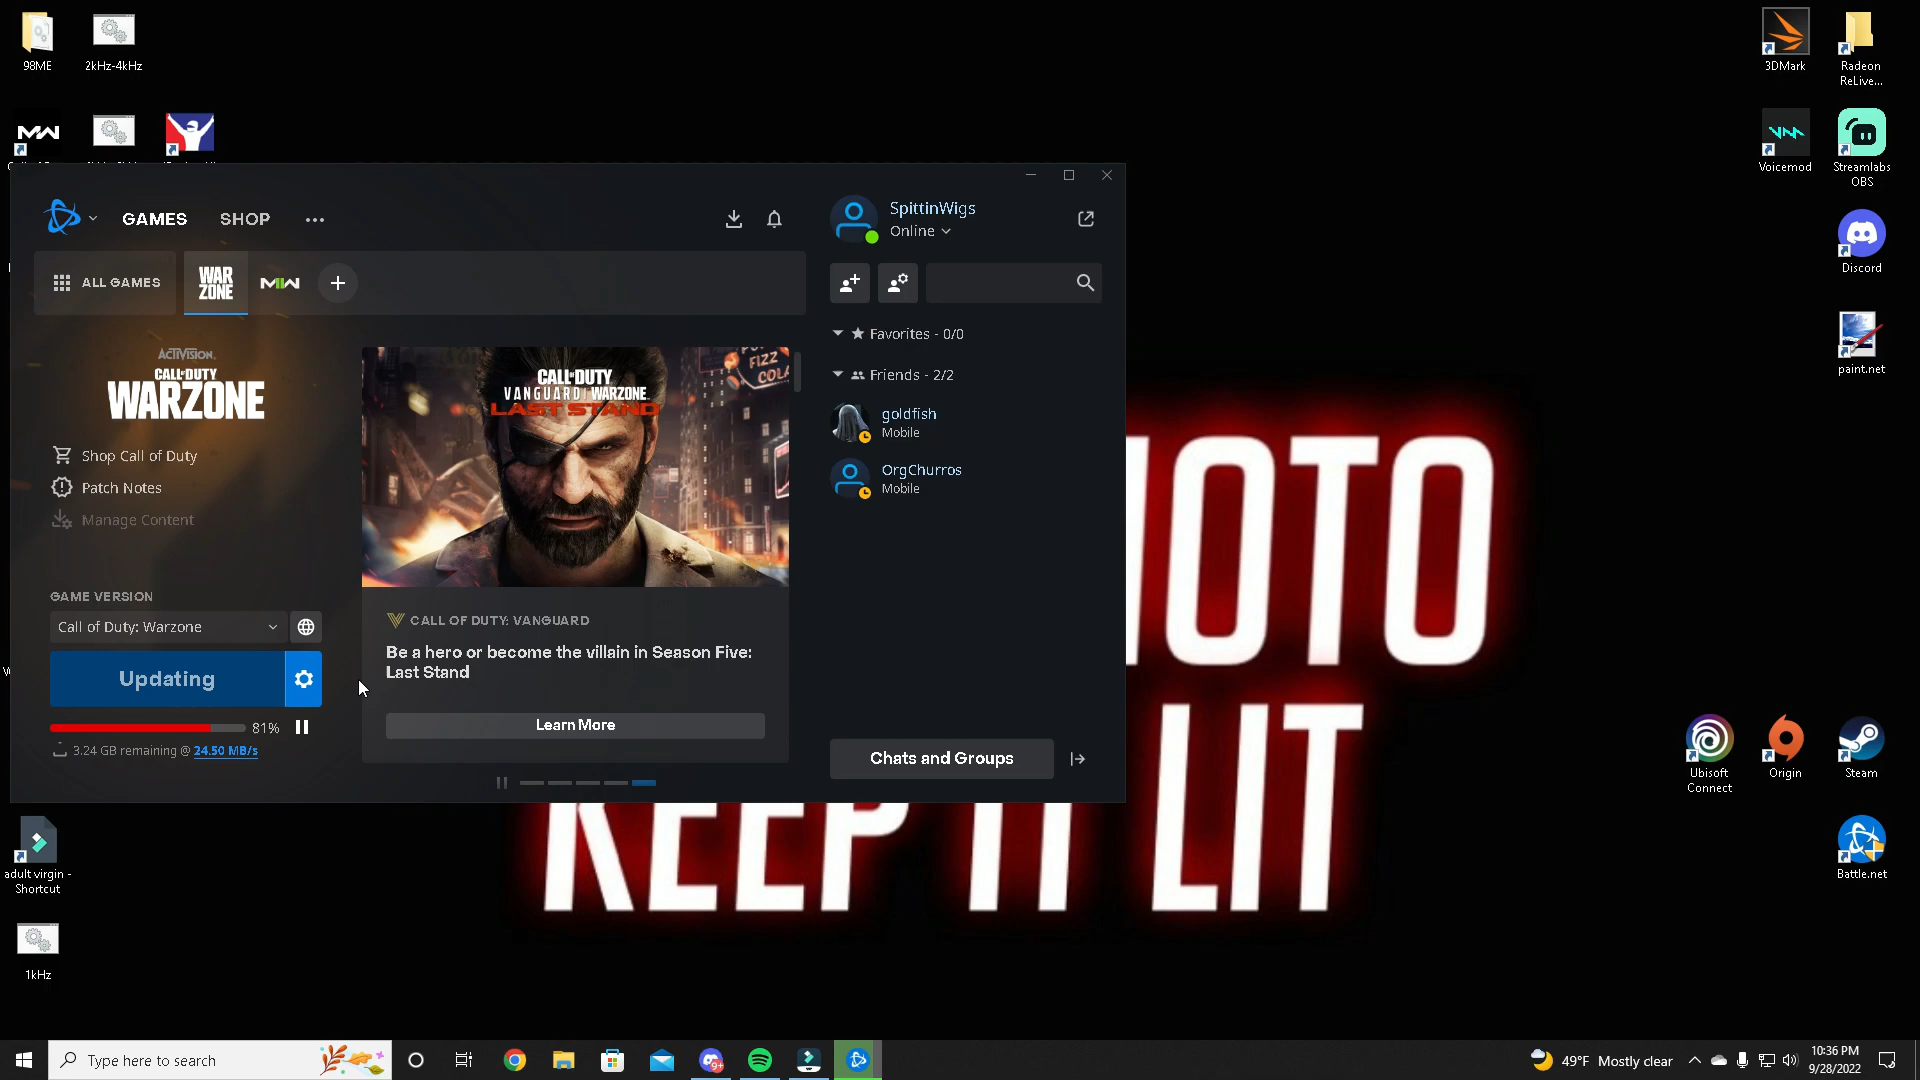 98ME
2kHz-4kHz
3DMark
Radeon
ReLive...
Voicemod
Streamlabs
OBS
Discord
paint.net
GAMES
SHOP
SpittinWigs
Online
ALL GAMES
WAR
ZONE
MW
Favorites - 0/0
Friends - 2/2
goldfish
Mobile
OrgChurros
Mobile
ACTIVISION.
CALL OF DUTY
WARZONE
Shop Call of Duty
Patch Notes
Manage Content
GAME VERSION
Call of Duty: Warzone
Updating
81%
3.24 GB remaining @ 24.50 MB/s
FIZZ
COLA
CALL OF DUTY
VANGUARD WARZONE
LAST STAND
CALL OF DUTY: VANGUARD
Be a hero or become the villain in Season Five:
Last Stand
Learn More
Chats and Groups
OTO
KEEP IT LIT
Ubisoft
Connect
Origin
Steam
Battle.net
adult virgin -
Shortcut
1kHz
Type here to search
9+
49°F Mostly clear
10:36 PM
9/28/2022